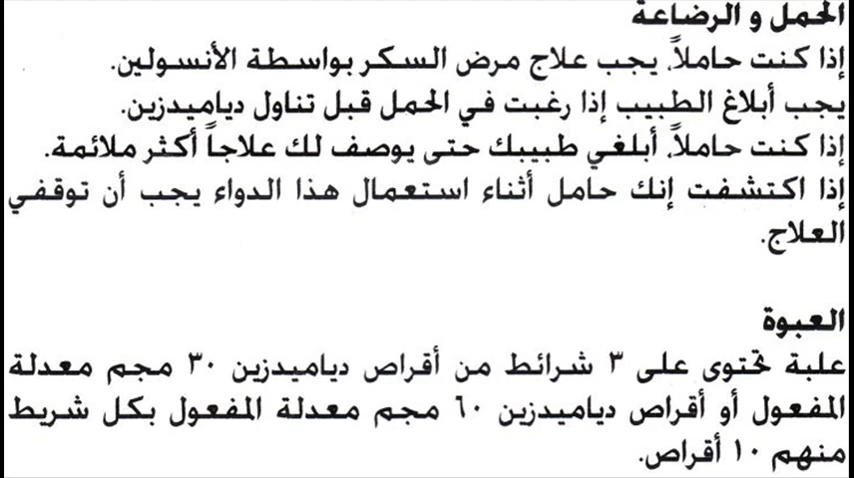 الحمل و الرضاعة
إذا كنت حاملاً، يجب علاج مرض السكر بواسطة الأنسولين.
يجب أبلاغ الطبيب إذا رغبت في الحمل قبل تناول دياميدزين.
إذا كنت حاملاً، أبلغي طبيبك حتى يوصف لك علاجاً أكثر ملائمة.
إذا اكتشفت إنك حامل أثناء استعمال هذا الدواء يجب أن توقفي
العلاج.
العبوة
علبة تحتوى على ٣ شرائط من أقراص دياميدزين ٣٠ مجم معدلة
المفعول أو أقراص دياميدزين ٦٠ مجم معدلة المفعول بكل شريط
منهم ١٠ أقراص.